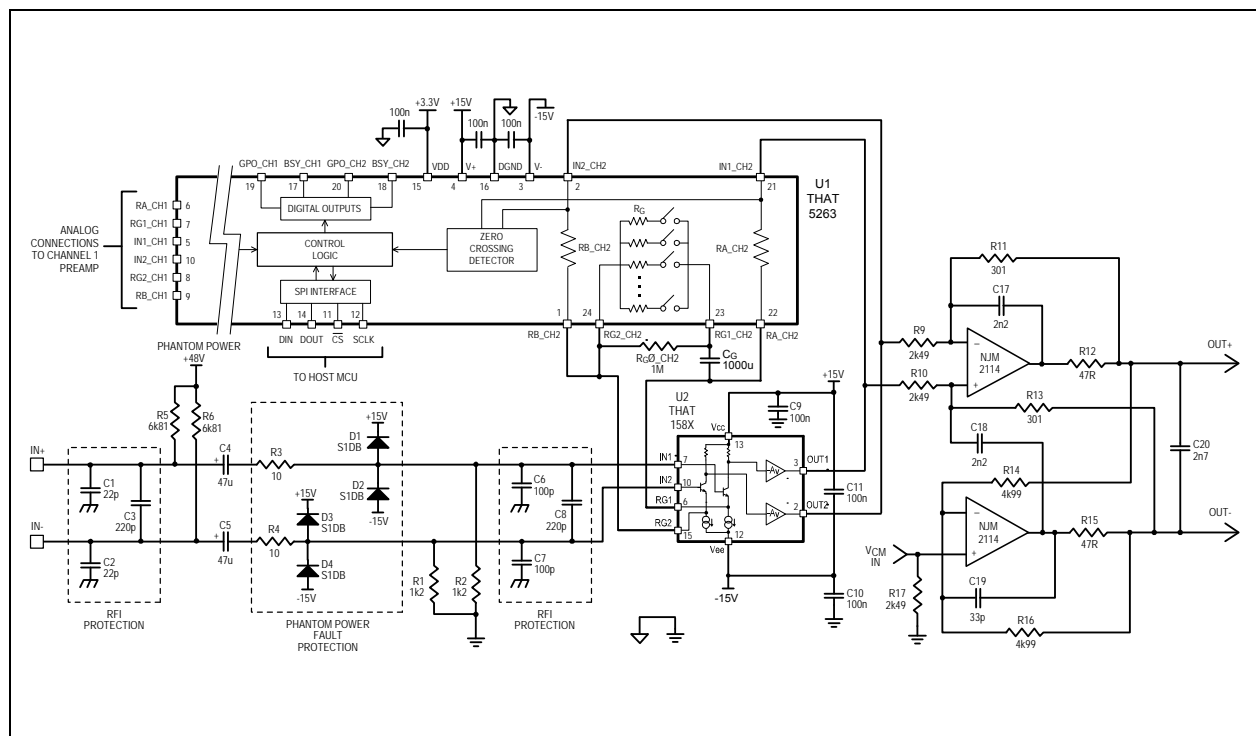 +3.3V
+15V
-15V
100n
100n
100n
GPO_CH1
BSY_CH1
GPO_CH2
BSY_CH2
VDD
V+
DGND
V-
IN2_CH2
IN1_CH2
19
17
20
18
15
4
16
3
2
21
U1
THAT
5263
ANALOG
CONNECTIONS
TO CHANNEL 1
PREAMP
RA_CH1
6
RG1_CH1
7
IN1_CH1
5
IN2_CH1
10
RG2_CH1
8
RB_CH1
9
DIGITAL OUTPUTS
CONTROL
LOGIC
SPI INTERFACE
ZERO
CROSSING
DETECTOR
RB_CH2
RG
RA_CH2
13
14
11
12
1
24
23
22
DIN
DOUT
CS
SCLK
TO HOST MCU
RB_CH2
RG2_CH2
RG1_CH2
RA_CH2
RGØ_CH2
1M
CG
1000u
PHANTOM POWER
+48V
R5
6k81
R6
6k81
IN+
IN-
C1
22p
C2
22p
C3
220p
RFI
PROTECTION
+
C4
47u
+
C5
47u
R3
10
R4
10
+15V
D1
S1DB
D2
S1DB
-15V
+15V
D3
S1DB
D4
S1DB
-15V
PHANTOM POWER
FAULT
PROTECTION
R1
1k2
R2
1k2
C6
100p
C7
100p
C8
220p
RFI
PROTECTION
U2
THAT
158X
Vcc
13
IN1
7
IN2
10
RG1
6
RG2
15
-Av
-Av
3
OUT1
2
OUT2
Vee
12
-15V
+15V
C9
100n
C11
100n
C10
100n
R9
2k49
R10
2k49
R11
301
C17
2n2
NJM
2114
R12
47R
R13
301
C18
2n2
R14
4k99
NJM
2114
R15
47R
C19
33p
R16
4k99
VCM
IN
R17
2k49
C20
2n7
OUT+
OUT-